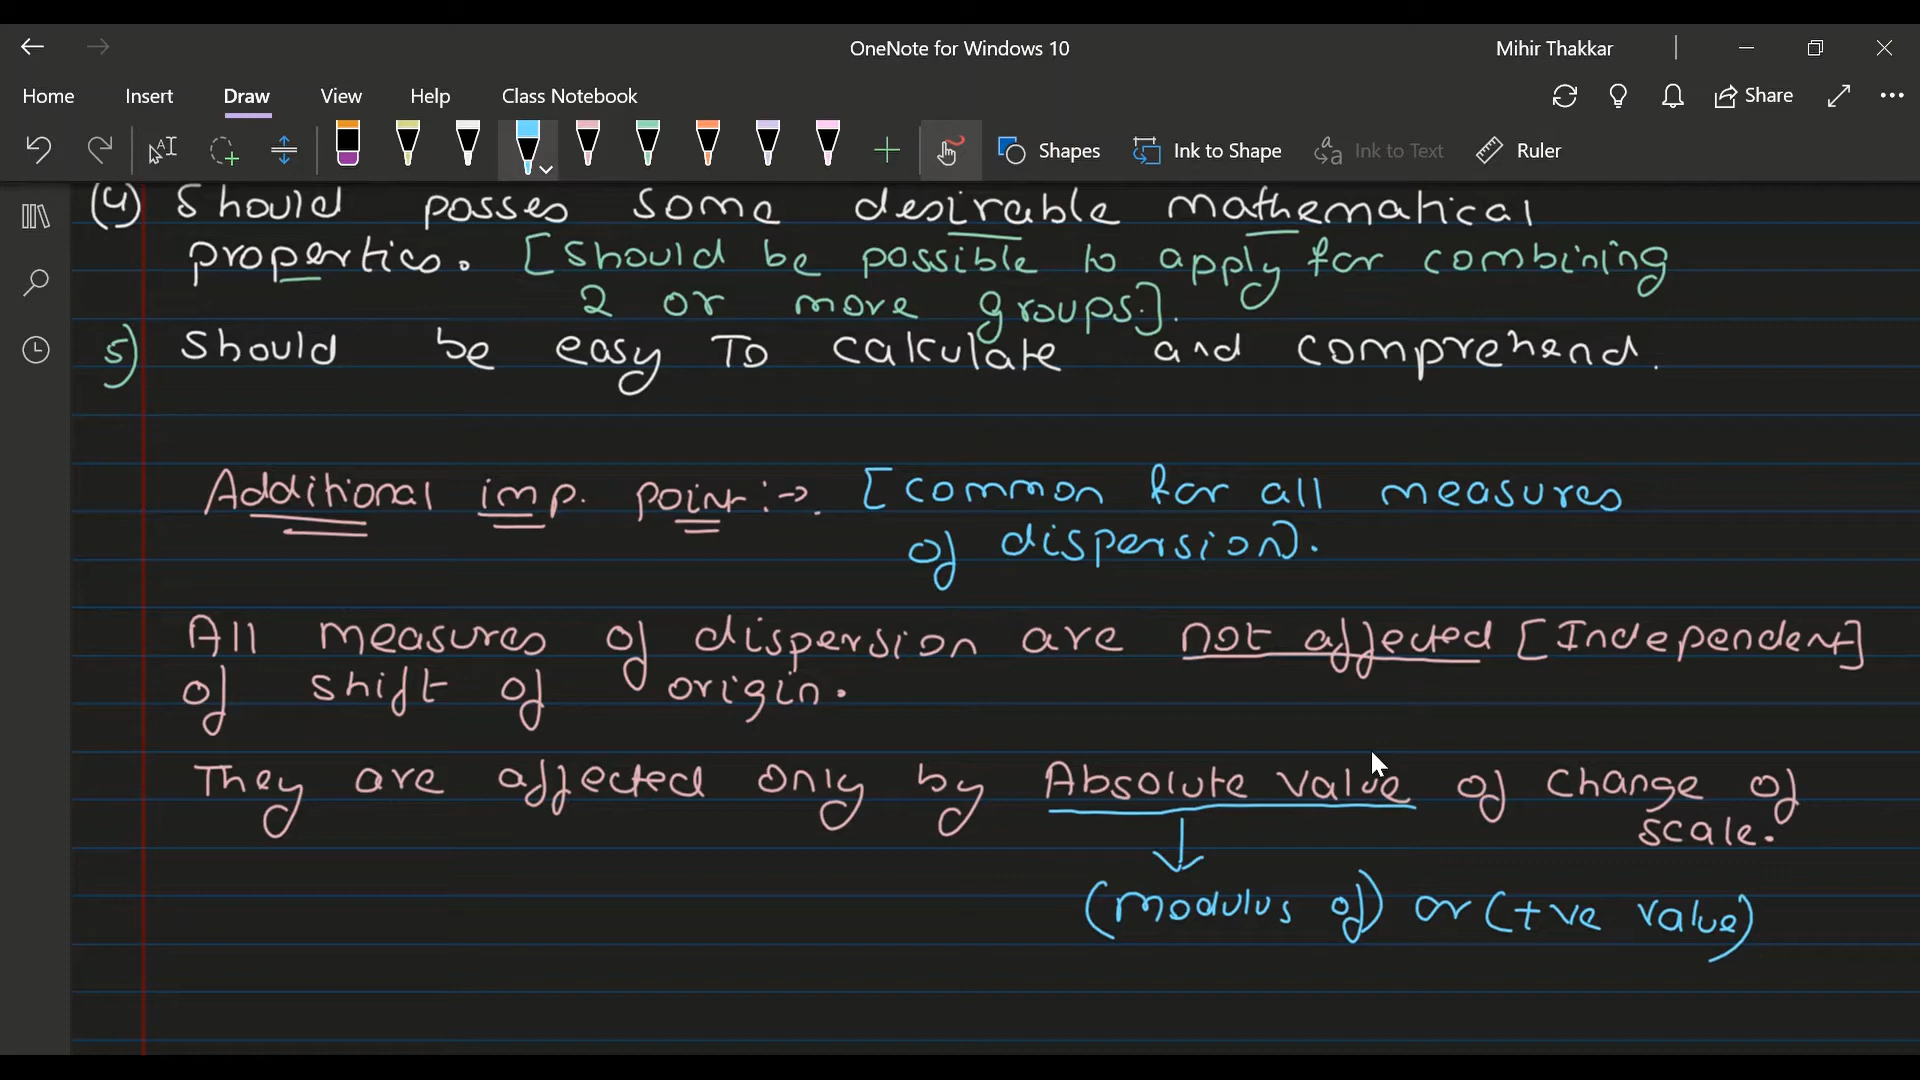 OneNote for Windows 10
Mihir Thakkar
Home Insert Draw View Help Class Notebook Share
Shapes Ink to Shape Ink to Text Ruler
(4) Should posses some desirable mathematical
properties. [Should be possible to apply for combining
2 or more groups.].
5) Should be easy To calculate and comprehend.
Additional imp. point :→. [common for all measures
of dispersion].
All measures of dispersion are not affected [Independent]
of shift of origin.
They are affected only by Absolute value of change of
scale.
(modulus of) or (+ve value)